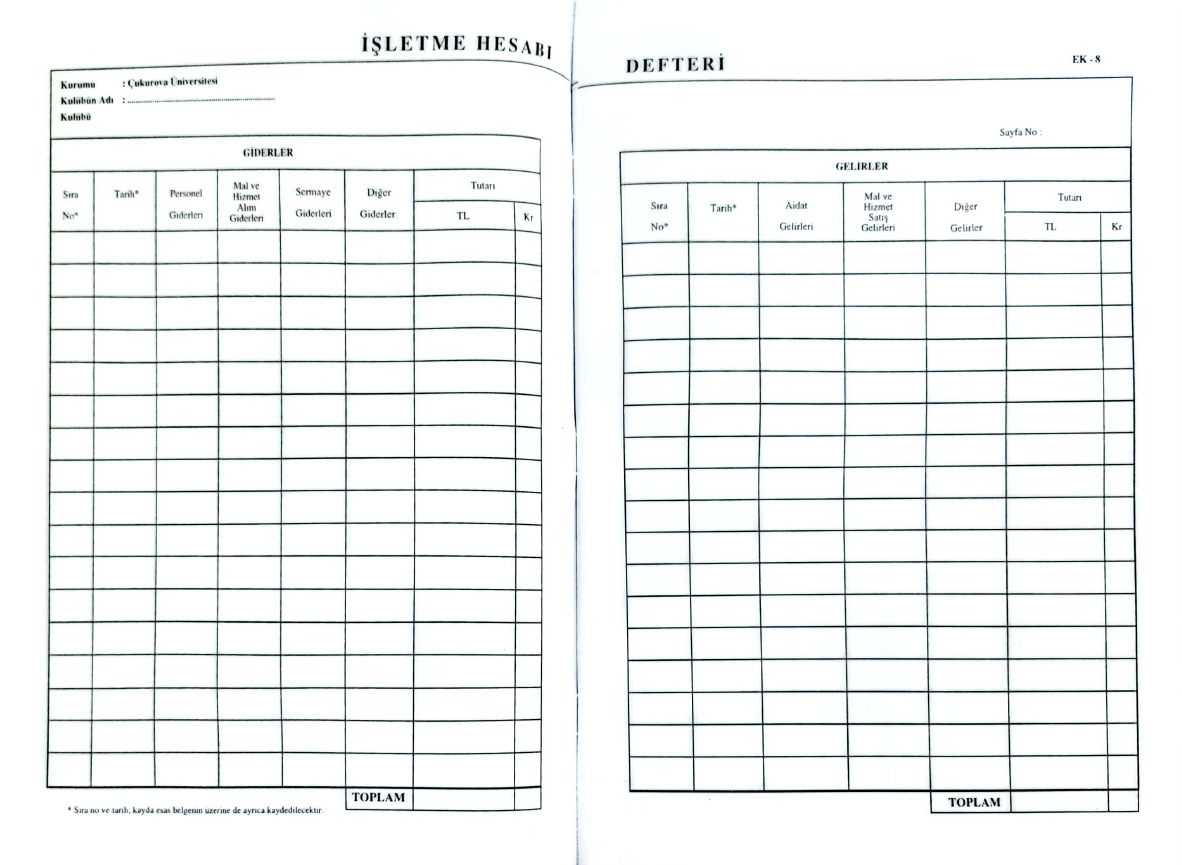 İŞLETME HESABI DEFTERİ
EK - 8
Kurumu : Çukurova Üniversitesi
Kulübün Adı : ........................................
Kulübü
GİDERLER
Sıra No*
Tarih*
Personel Giderleri
Mal ve Hizmet Alım Giderleri
Sermaye Giderleri
Diğer Giderler
Tutarı
TL
Kr
TOPLAM
* Sıra no ve tarih, kayda esas belgenin üzerine de ayrıca kaydedilecektir.
Sayfa No :
GELİRLER
Sıra No*
Tarih*
Aidat Gelirleri
Mal ve Hizmet Satış Gelirleri
Diğer Gelirler
Tutarı
TL
Kr
TOPLAM